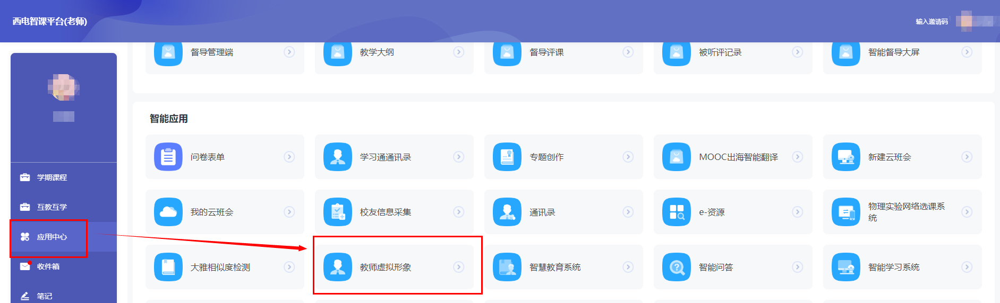 西电智课平台(老师)
输入邀请码
督导管理端
教学大纲
督导评课
被听评记录
智能督导大屏
智能应用
问卷表单
学习通通讯录
专题创作
MOOC出海智能翻译
新建云班会
我的云班会
校友信息采集
通讯录
e-资源
物理实验网络选课系
统
大雅相似度检测
教师虚拟形象
智慧教育系统
智能问答
智能学习系统
学期课程
互教互学
应用中心
收件箱
笔记